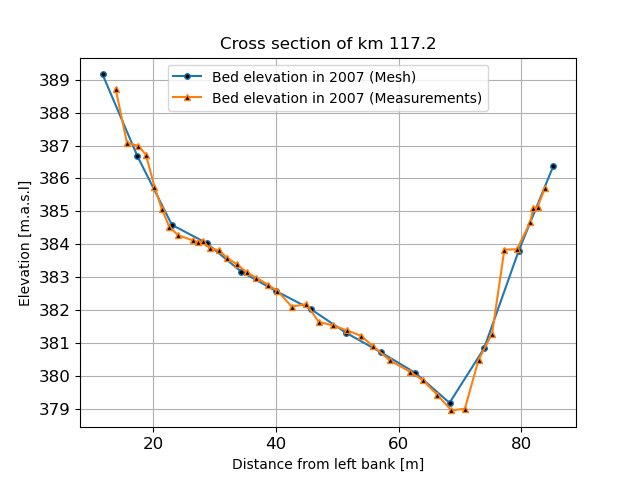 Cross section of km 117.2
Bed elevation in 2007 (Mesh)
Bed elevation in 2007 (Measurements)
Elevation [m.a.s.l]
389
388
387
386
385
384
383
382
381
380
379
20 40 60 80
Distance from left bank [m]